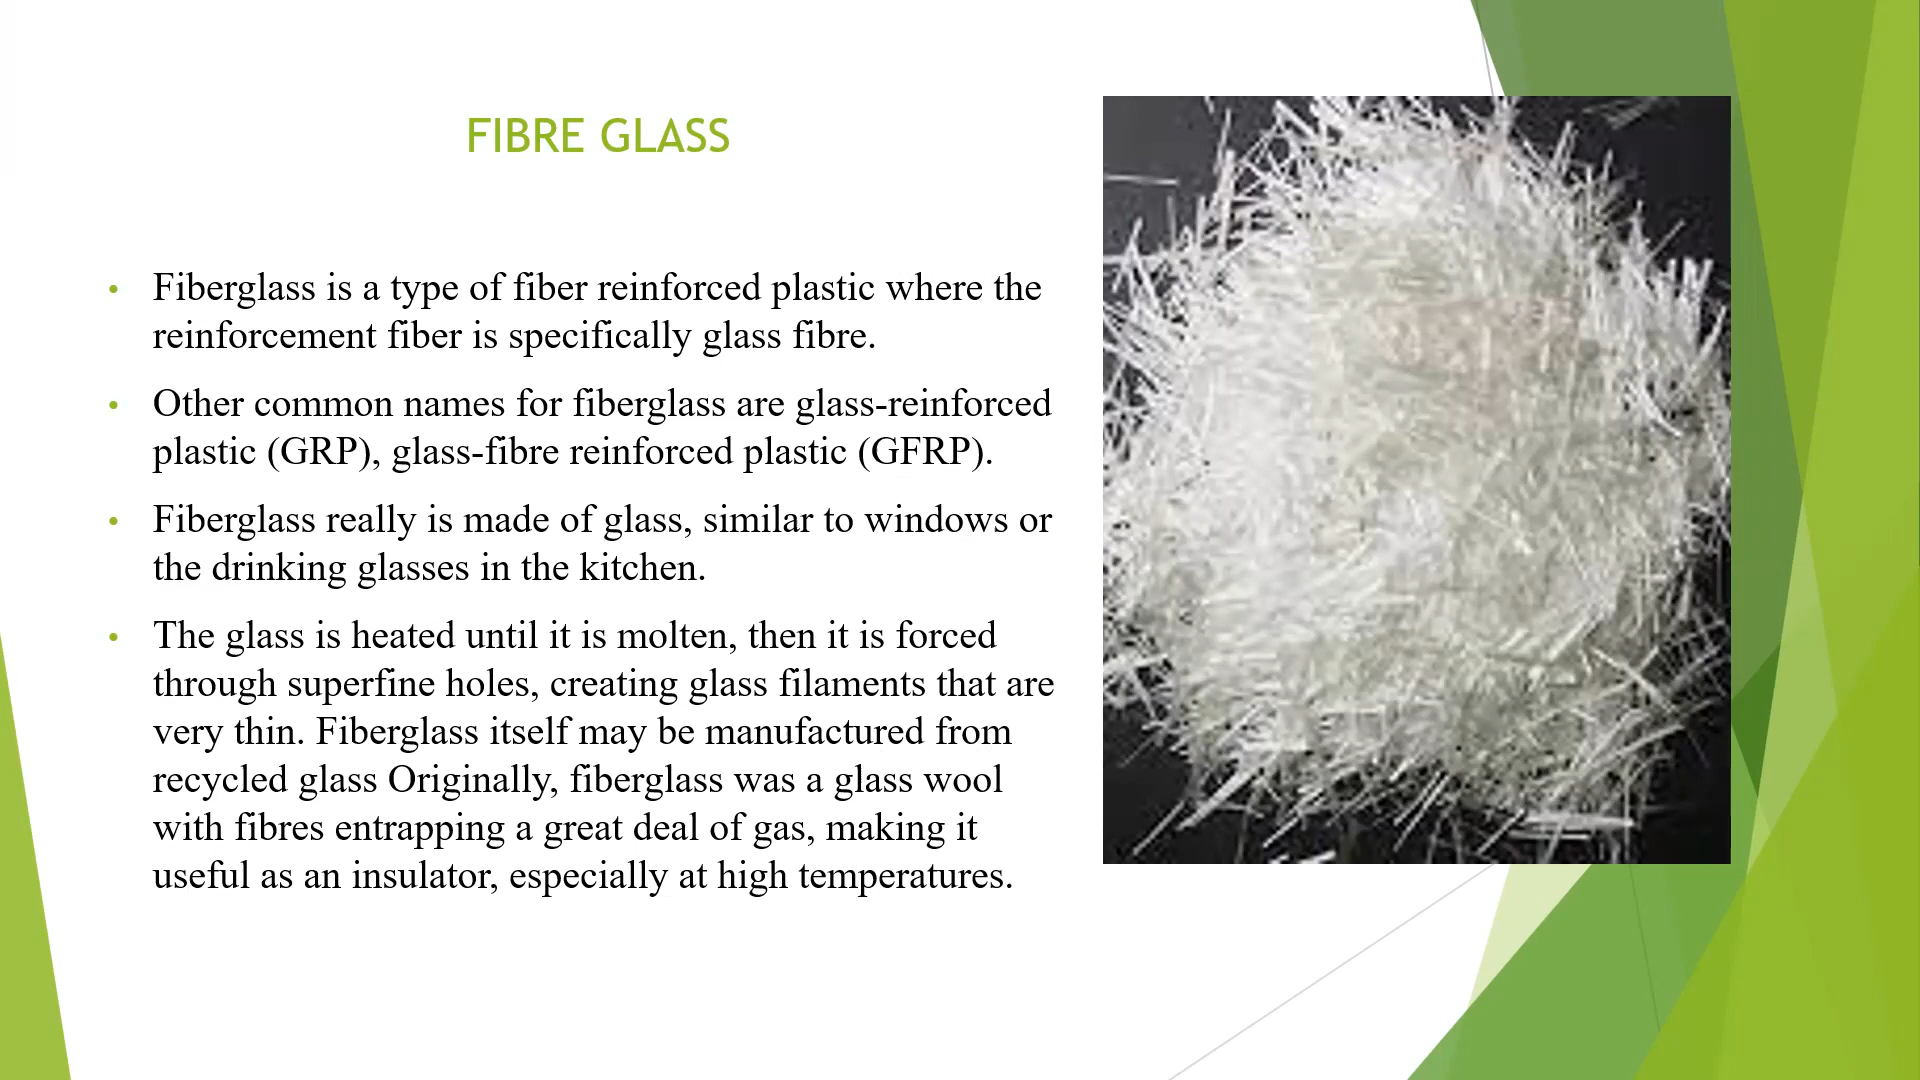 FIBRE GLASS
• Fiberglass is a type of fiber reinforced plastic where the
reinforcement fiber is specifically glass fibre.
• Other common names for fiberglass are glass-reinforced
plastic (GRP), glass-fibre reinforced plastic (GFRP).
• Fiberglass really is made of glass, similar to windows or
the drinking glasses in the kitchen.
• The glass is heated until it is molten, then it is forced
through superfine holes, creating glass filaments that are
very thin. Fiberglass itself may be manufactured from
recycled glass Originally, fiberglass was a glass wool
with fibres entrapping a great deal of gas, making it
useful as an insulator, especially at high temperatures.